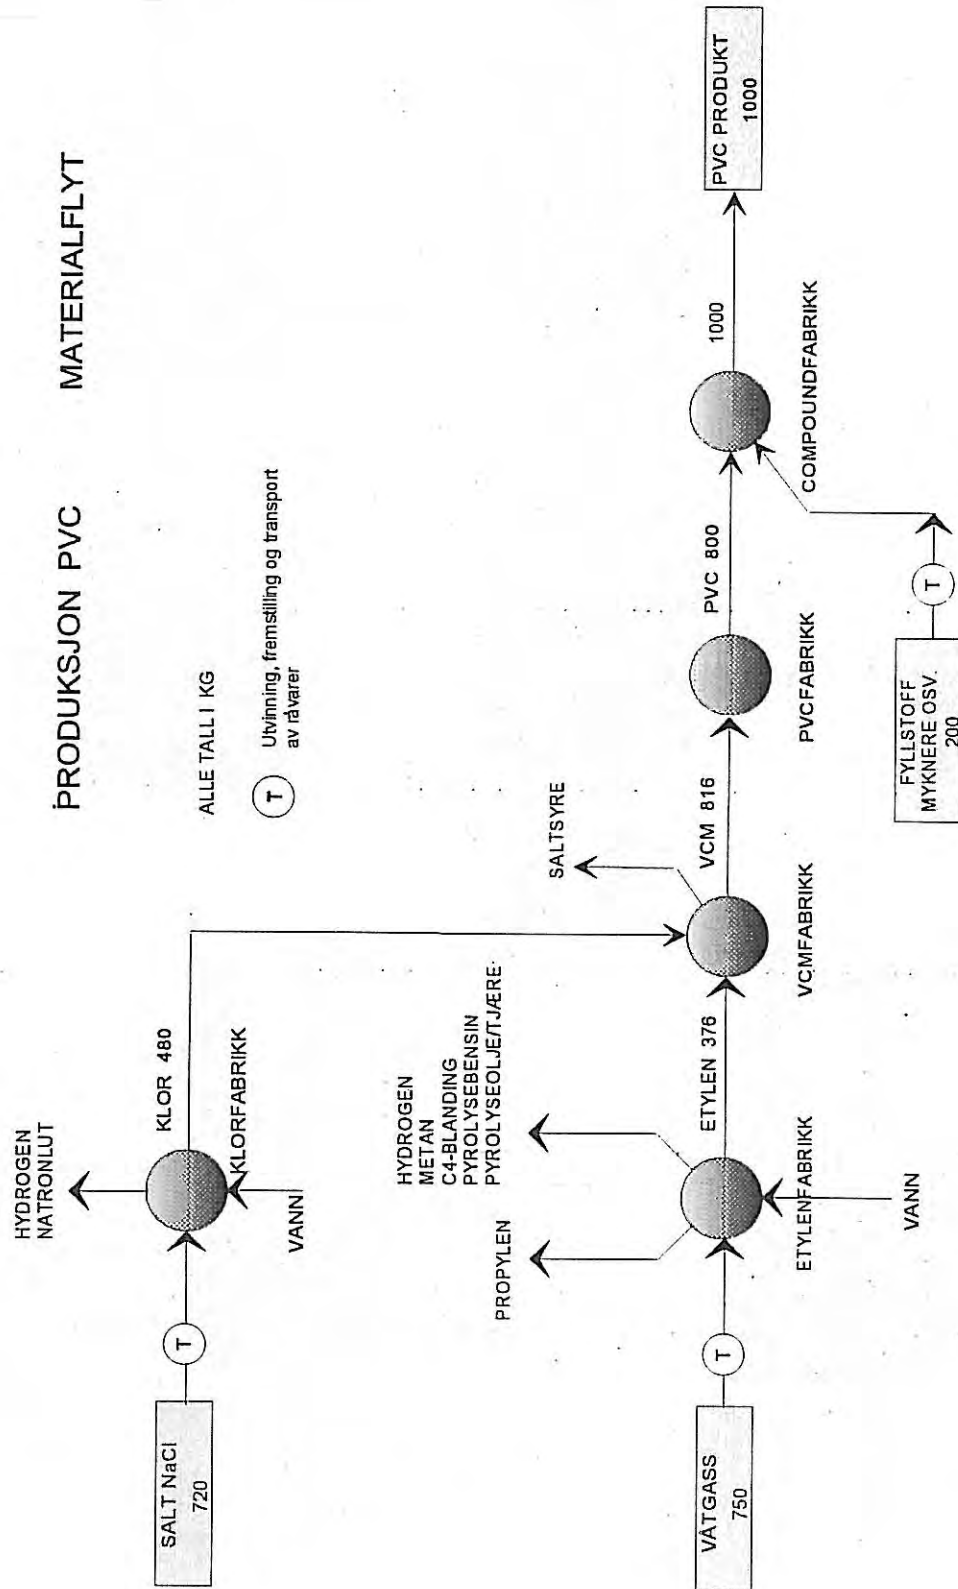 PRODUKSJON PVC MATERIALFLYT
ALLE TALL I KG
T
Utvinning, fremstilling og transport
av råvarer
HYDROGEN
NATRONLUT
SALT NaCl
720
T
KLOR 480
KLORFABRIKK
VANN
HYDROGEN
METAN
C4-BLANDING
PYROLYSEBENSIN
PYROLYSEOLJE/TJÆRE
PROPYLEN
SALTSYRE
VÅTGASS
750
T
ETYLEN 376
ETYLENFABRIKK
VANN
VCM 816
VCMFABRIKK
PVC 800
PVCFABRIKK
1000
COMPOUNDFABRIKK
PVC PRODUKT
1000
FYLLSTOFF
MYKNERE OSV.
200
T